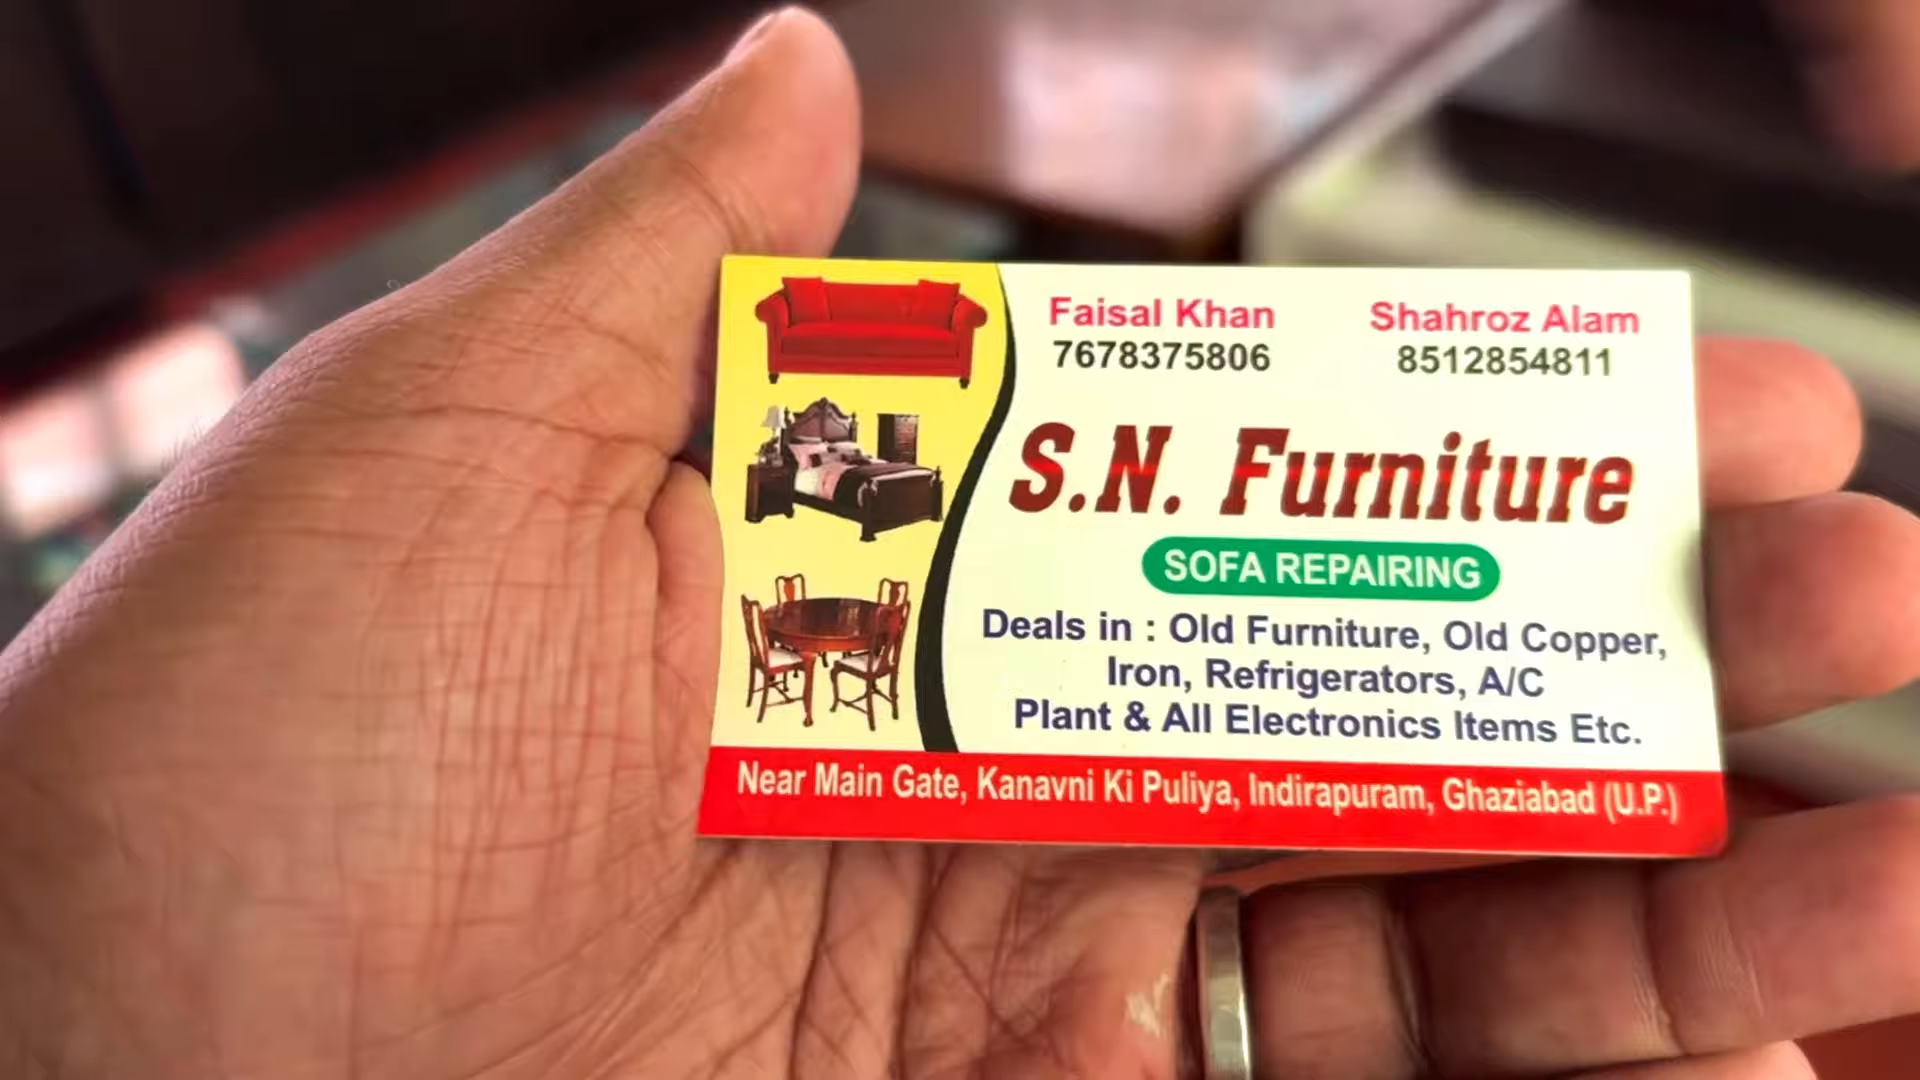 Faisal Khan
7678375806
Shahroz Alam
8512854811
S.N. Furniture
SOFA REPAIRING
Deals in : Old Furniture, Old Copper,
Iron, Refrigerators, A/C
Plant & All Electronics Items Etc.
Near Main Gate, Kanavni Ki Puliya, Indirapuram, Ghaziabad (U.P.)